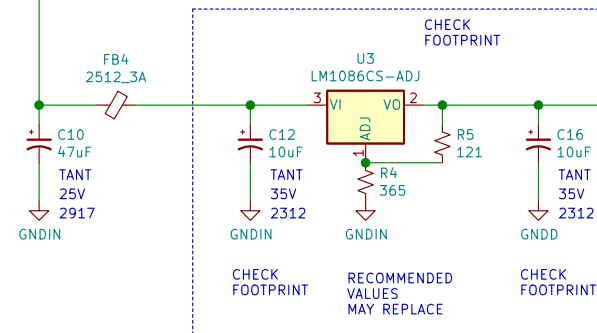 CHECK
FOOTPRINT
FB4
2512_3A
U3
LM1086CS-ADJ
3
VI
VO
2
ADJ
1
+
C10
47uF
TANT
25V
2917
GNDIN
+
C12
10uF
TANT
35V
2312
GNDIN
R4
365
GNDIN
R5
121
+
C16
10uF
TANT
35V
2312
GNDD
CHECK
FOOTPRINT
RECOMMENDED
VALUES
MAY REPLACE
CHECK
FOOTPRINT